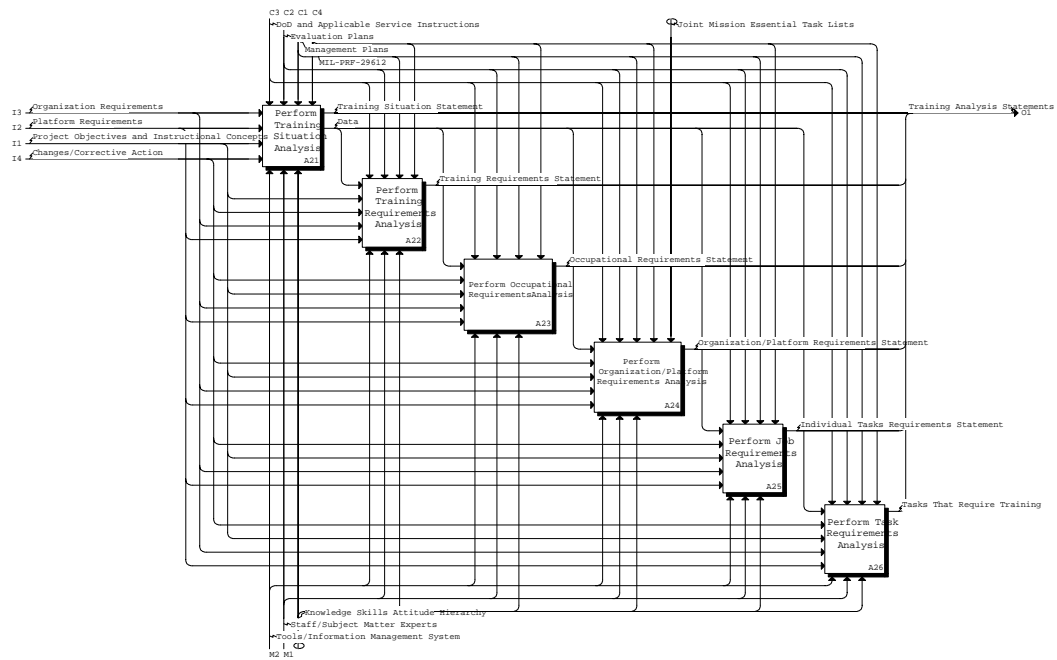 C3 C2 C1 C4
DoD and Applicable Service Instructions
Joint Mission Essential Task Lists
Evaluation Plans
Management Plans
MIL-PRF-29612
I3
Organization Requirements
Perform
Training
Situation
Analysis
A21
Training Situation Statement
Training Analysis Statements
O1
I2
Platform Requirements
Data
I1
Project Objectives and Instructional Concepts
I4
Changes/Corrective Action
Perform
Training
Requirements
Analysis
A22
Training Requirements Statement
Perform Occupational
RequirementsAnalysis
A23
Occupational Requirements Statement
Perform
Organization/Platform
Requirements Analysis
A24
Organization/Platform Requirements Statement
Perform Job
Requirements
Analysis
A25
Individual Tasks Requirements Statement
Perform Task
Requirements
Analysis
A26
Tasks That Require Training
Knowledge Skills Attitude Hierarchy
Staff/Subject Matter Experts
Tools/Information Management System
M2 M1